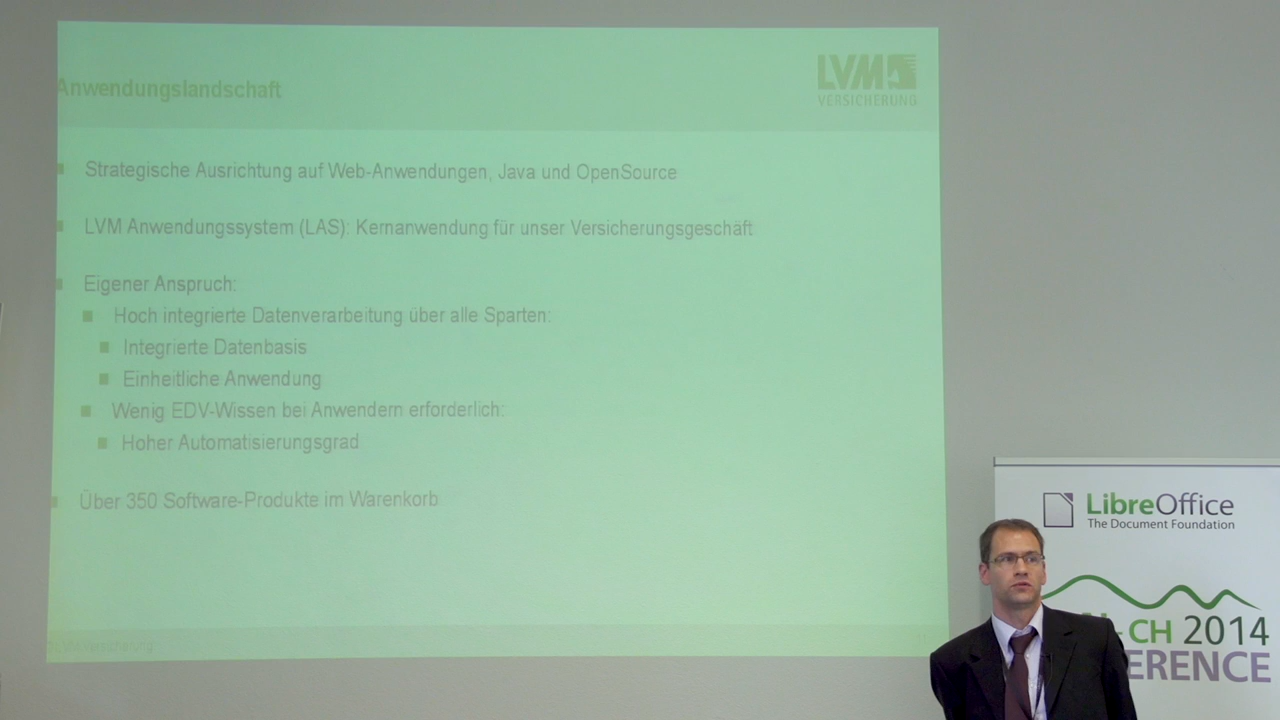 Anwendungslandschaft
LVM
VERSICHERUNG
Strategische Ausrichtung auf Web-Anwendungen, Java und OpenSource
LVM Anwendungssystem (LAS): Kernanwendung für unser Versicherungsgeschäft
Eigener Anspruch:
Hoch integrierte Datenverarbeitung über alle Sparten:
Integrierte Datenbasis
Einheitliche Anwendung
Wenig EDV-Wissen bei Anwendern erforderlich:
Hoher Automatisierungsgrad
Über 350 Software-Produkte im Warenkorb
Versicherung
LibreOffice
The Document Foundation
CH 2014
ERENCE